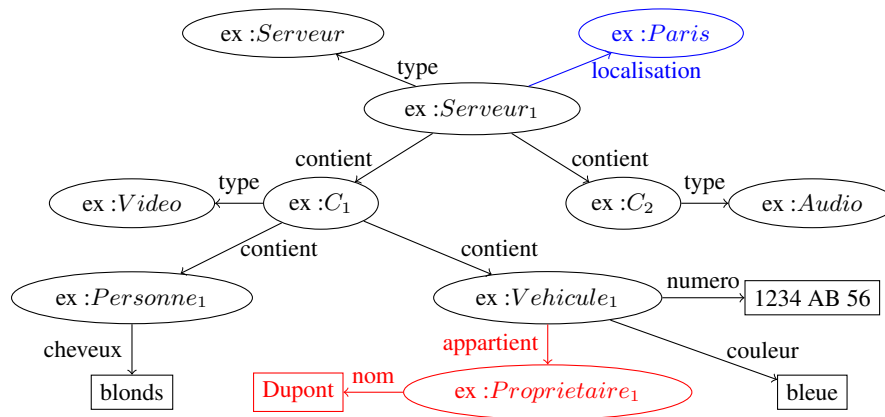 ex :Serveur
ex :Paris
type
localisation
ex :Serveur₁
contient
contient
ex :Video
type
ex :C₁
ex :C₂
type
ex :Audio
contient
contient
ex :Personne₁
ex :Vehicule₁
numero
1234 AB 56
cheveux
appartient
couleur
blonds
Dupont
nom
ex :Proprietaire₁
bleue